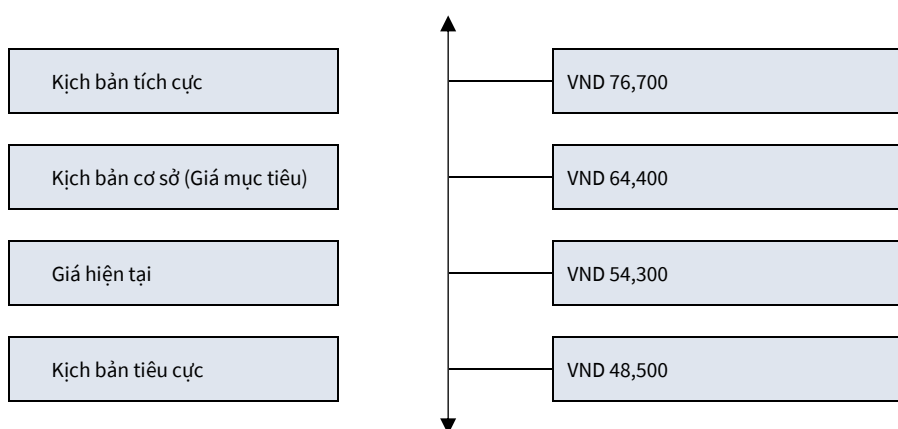 Kịch bản tích cực
VND 76,700
Kịch bản cơ sở (Giá mục tiêu)
VND 64,400
Giá hiện tại
VND 54,300
Kịch bản tiêu cực
VND 48,500